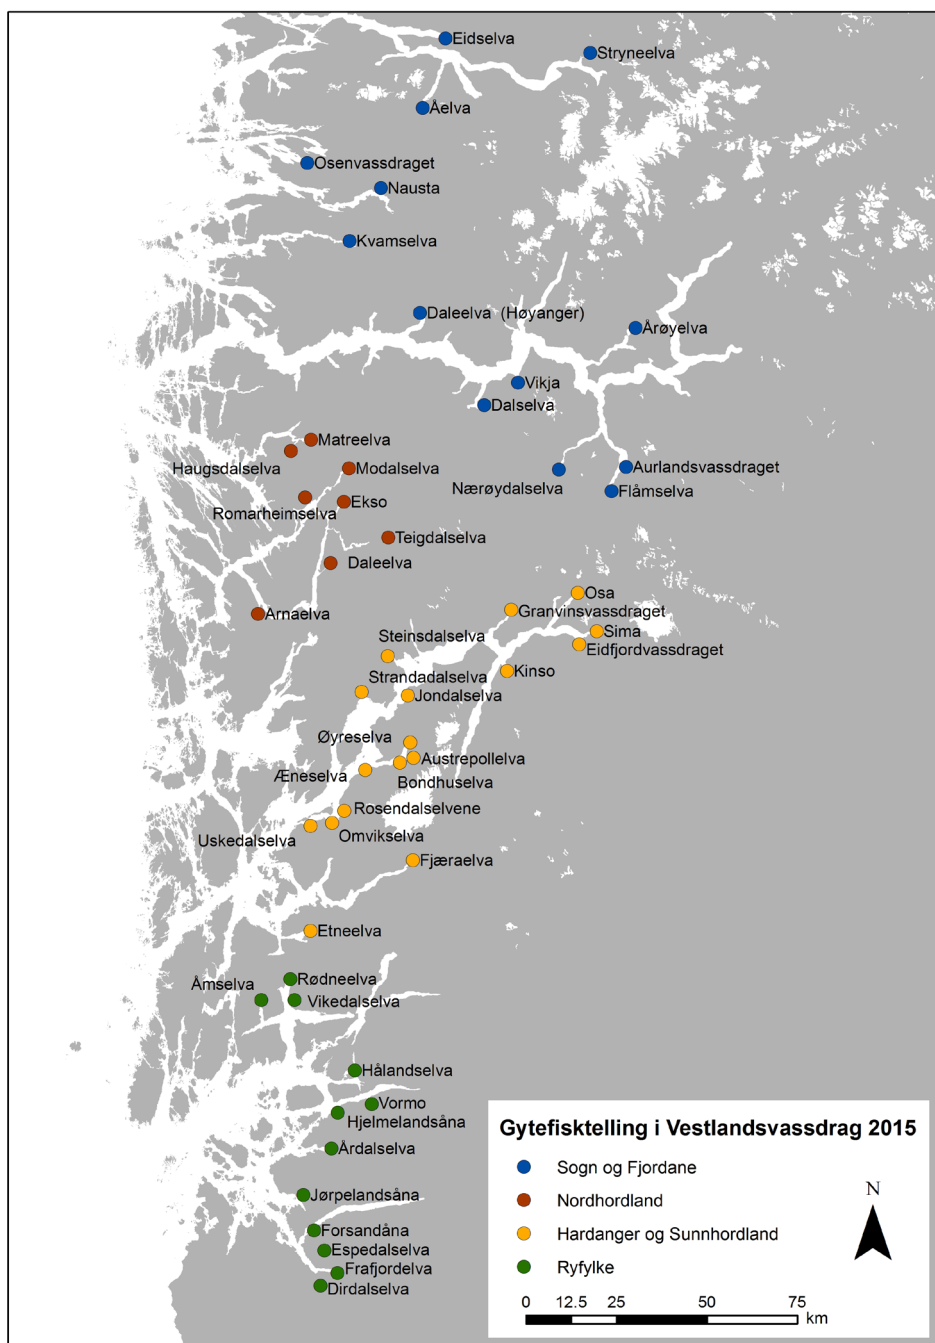 Eidselva
Stryneelva
Åelva
Osenvassdraget
Nausta
Kvamselva
Daleelva (Høyanger)
Årøyelva
Vikja
Dalselva
Matreelva
Haugsdalselva
Modalselva
Aurlandsvassdraget
Nærøydalselva
Flåmselva
Ekso
Romarheimselva
Teigdalselva
Daleelva
Osa
Granvinsvassdraget
Arnaelva
Sima
Steinsdalselva
Eidfjordvassdraget
Kinso
Strandadalselva
Jondalselva
Øyreselva
Austrepollelva
Æneselva
Bondhuselva
Rosendalselvene
Uskedalselva
Omvikselva
Fjæraelva
Etneelva
Rødneelva
Åmselva
Vikedalselva
Hålandselva
Vormo
Hjelmelandsåna
Årdalselva
Jørpelandsåna
Forsandåna
Espedalselva
Frafjordelva
Dirdalselva
Gytefisktelling i Vestlandsvassdrag 2015
Sogn og Fjordane
Nordhordland
Hardanger og Sunnhordland
Ryfylke
N
0 12.5 25 50 75
km